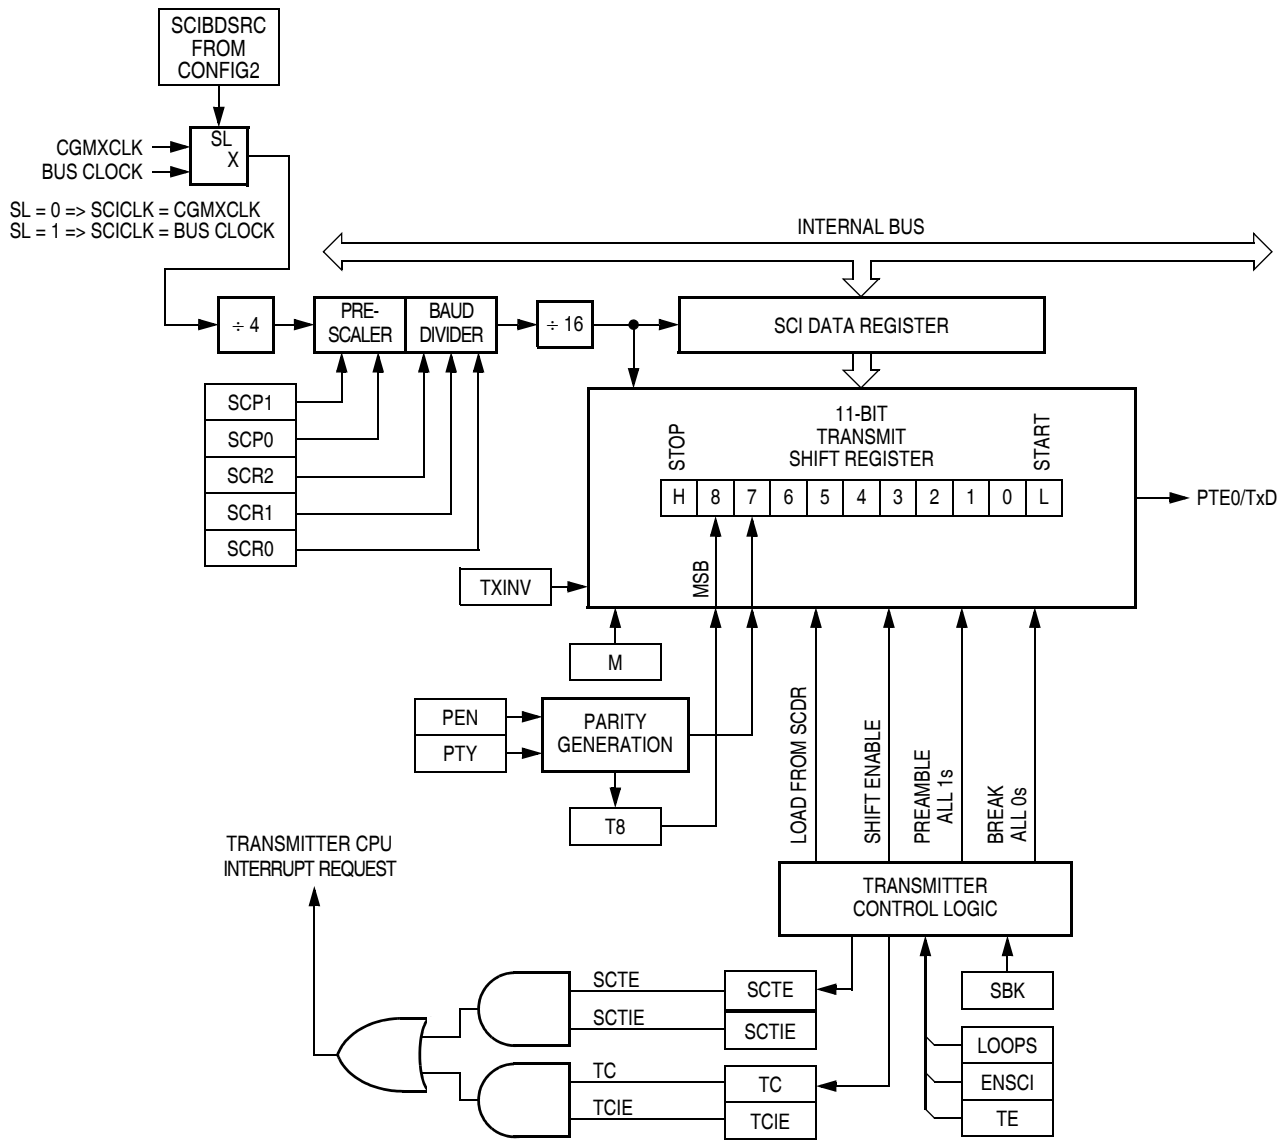 SCIBDSRC
FROM
CONFIG2
SL
X
CGMXCLK
BUS CLOCK
SL = 0 => SCICLK = CGMXCLK
SL = 1 => SCICLK = BUS CLOCK
INTERNAL BUS
÷ 4
PRE-
SCALER
BAUD
DIVIDER
÷ 16
SCI DATA REGISTER
SCP1
SCP0
SCR2
SCR1
SCR0
11-BIT
TRANSMIT
SHIFT REGISTER
STOP
START
H 8 7 6 5 4 3 2 1 0 L
PTE0/TxD
MSB
TXINV
M
PEN
PTY
PARITY
GENERATION
T8
LOAD FROM SCDR
SHIFT ENABLE
PREAMBLE
ALL 1s
BREAK
ALL 0s
TRANSMITTER CPU
INTERRUPT REQUEST
TRANSMITTER
CONTROL LOGIC
SCTE
SCTE
SCTIE
SCTIE
TC
TC
TCIE
TCIE
SBK
LOOPS
ENSCI
TE